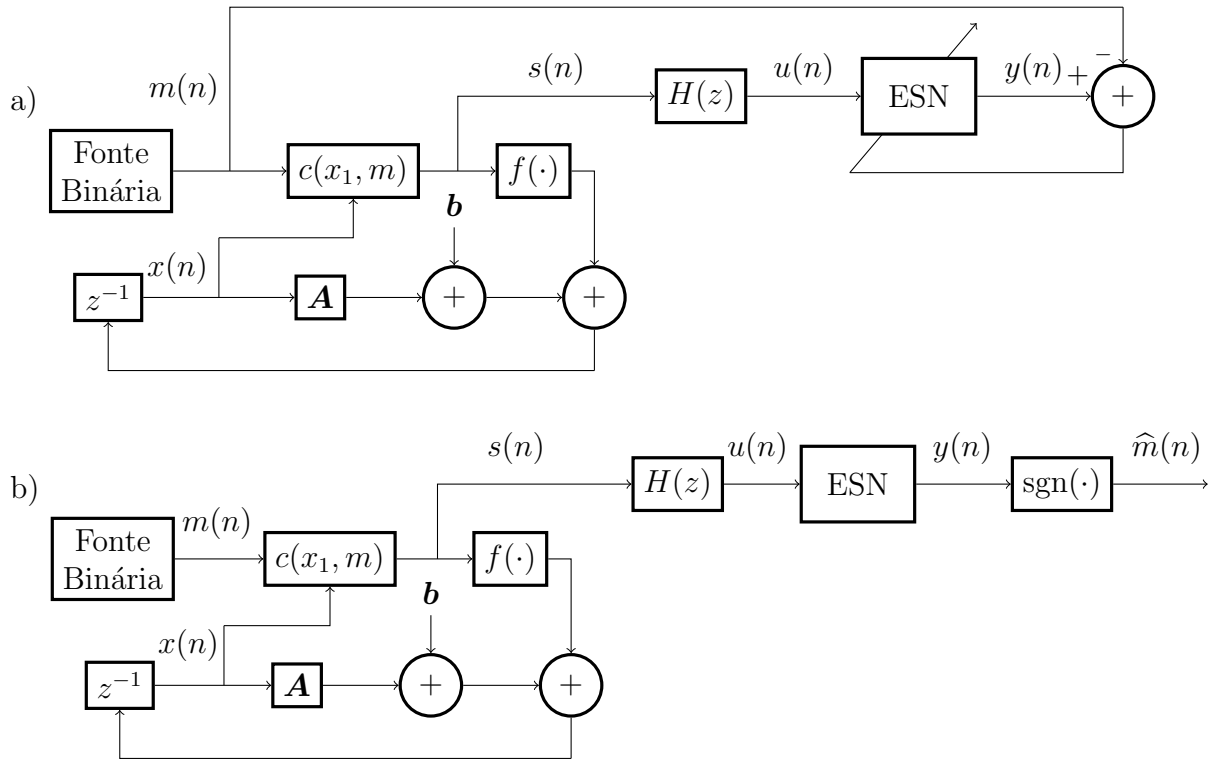 a)
m(n)
s(n)
u(n)
y(n)
+
−
H(z)
ESN
+
Fonte
Binária
c(x₁, m)
f(·)
b
x(n)
z⁻¹
A
+
+
b)
s(n)
u(n)
y(n)
m̂(n)
H(z)
ESN
sgn(·)
Fonte
Binária
m(n)
c(x₁, m)
f(·)
b
x(n)
z⁻¹
A
+
+